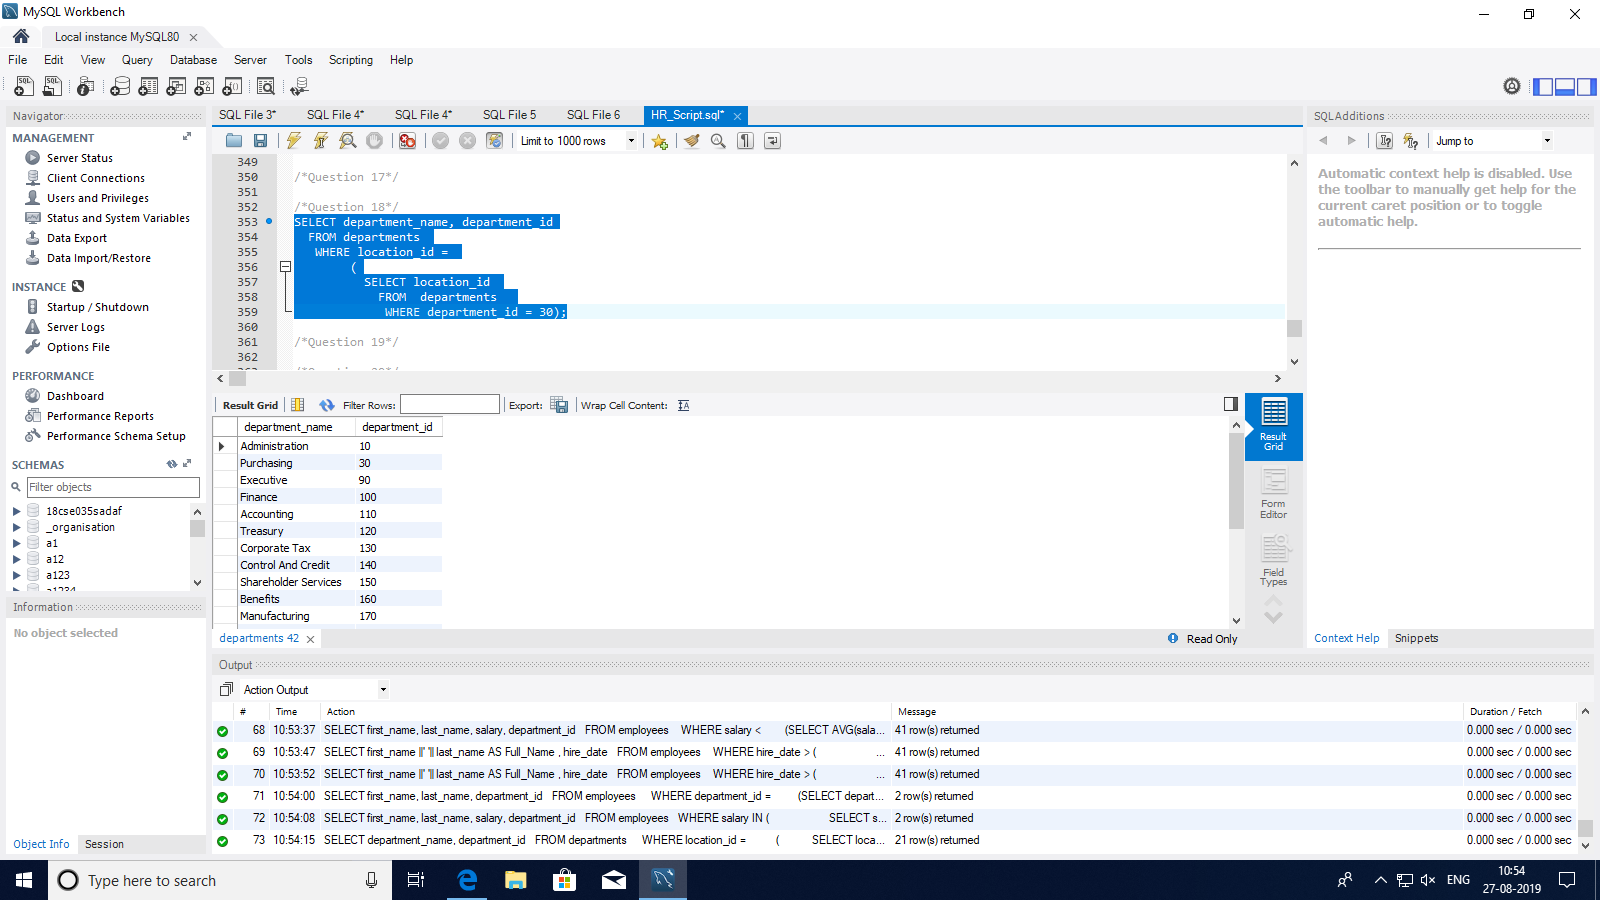 MySQL Workbench
Local instance MySQL80
File Edit View Query Database Server Tools Scripting Help
Navigator
MANAGEMENT
Server Status
Client Connections
Users and Privileges
Status and System Variables
Data Export
Data Import/Restore
INSTANCE
Startup / Shutdown
Server Logs
Options File
PERFORMANCE
Dashboard
Performance Reports
Performance Schema Setup
SCHEMAS
Filter objects
18cse035sadaf
_organisation
a1
a12
a123
a1234
Information
No object selected
Object Info Session
SQL File 3* SQL File 4* SQL File 4* SQL File 5 SQL File 6 HR_Script.sql*
Limit to 1000 rows
349
350 /*Question 17*/
351
352 /*Question 18*/
353 SELECT department_name, department_id
354 FROM departments
355 WHERE location_id =
356 (
357 SELECT location_id
358 FROM departments
359 WHERE department_id = 30);
360
361 /*Question 19*/
362
Result Grid Filter Rows: Export: Wrap Cell Content:
department_name department_id
Administration 10
Purchasing 30
Executive 90
Finance 100
Accounting 110
Treasury 120
Corporate Tax 130
Control And Credit 140
Shareholder Services 150
Benefits 160
Manufacturing 170
Result Grid
Form Editor
Field Types
departments 42
Read Only
SQLAdditions
Jump to
Automatic context help is disabled. Use
the toolbar to manually get help for the
current caret position or to toggle
automatic help.
Context Help Snippets
Output
Action Output
# Time Action Message Duration / Fetch
68 10:53:37 SELECT first_name, last_name, salary, department_id FROM employees WHERE salary < (SELECT AVG(sala... 41 row(s) returned 0.000 sec / 0.000 sec
69 10:53:47 SELECT first_name last_name AS Full_Name , hire_date FROM employees WHERE hire_date > ( ... 41 row(s) returned 0.000 sec / 0.000 sec
70 10:53:52 SELECT first_name last_name AS Full_Name , hire_date FROM employees WHERE hire_date > ( ... 41 row(s) returned 0.000 sec / 0.000 sec
71 10:54:00 SELECT first_name, last_name, department_id FROM employees WHERE department_id = (SELECT depart... 2 row(s) returned 0.000 sec / 0.000 sec
72 10:54:08 SELECT first_name, last_name, salary, department_id FROM employees WHERE salary IN ( SELECT s... 2 row(s) returned 0.000 sec / 0.000 sec
73 10:54:15 SELECT department_name, department_id FROM departments WHERE location_id = ( SELECT loca... 21 row(s) returned 0.000 sec / 0.000 sec
Type here to search
ENG
10:54
27-08-2019